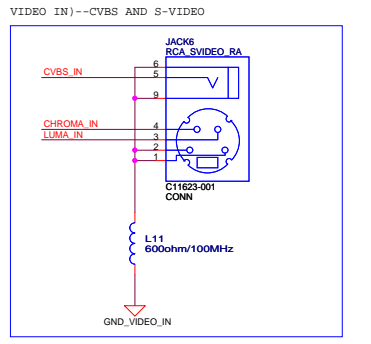 VIDEO IN)--CVBS AND S-VIDEO
JACK6
RCA_SVIDEO_RA
6
CVBS_IN 5
9
CHROMA_IN 4
LUMA_IN 3
2
1
C11623-001
CONN
L11
600ohm/100MHz
GND_VIDEO_IN